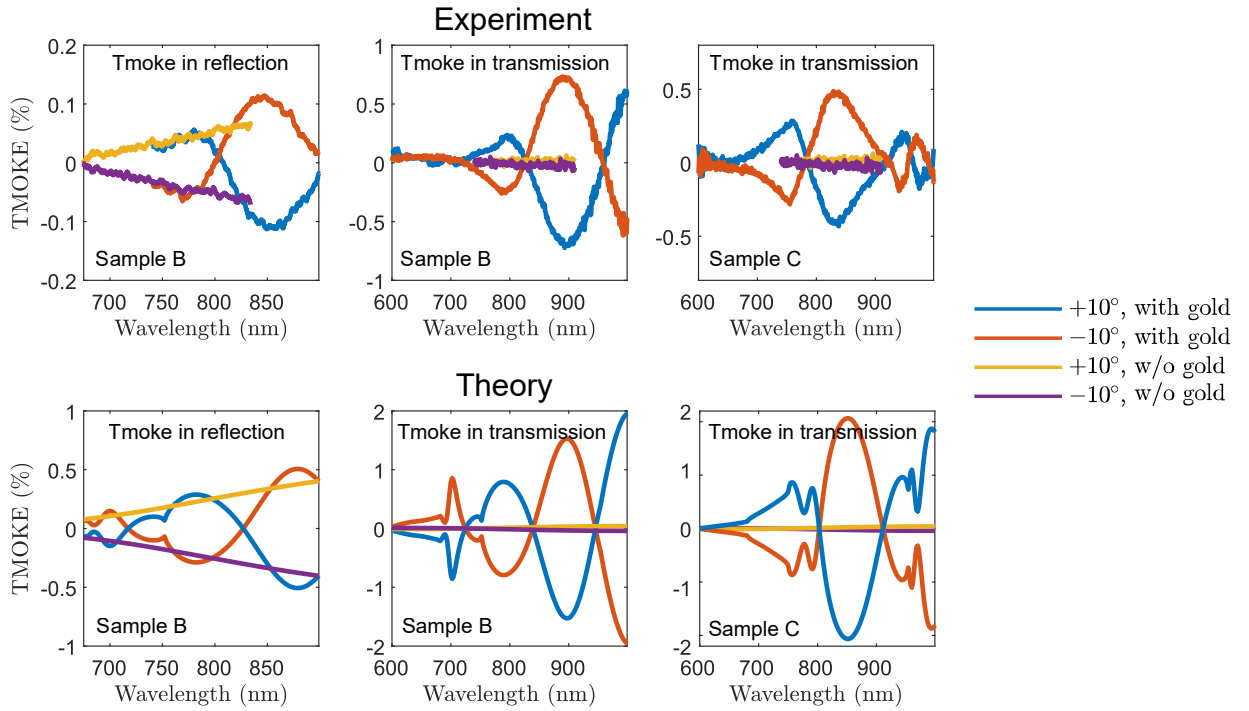 Experiment
0.2
0.1
0
-0.1
-0.2
TMOKE (%)
Tmoke in reflection
Sample B
700 750 800 850
Wavelength (nm)
1
0.5
0
-0.5
-1
Tmoke in transmission
Sample B
600 700 800 900
Wavelength (nm)
0.5
0
-0.5
Tmoke in transmission
Sample C
600 700 800 900
Wavelength (nm)
+10°, with gold
−10°, with gold
+10°, w/o gold
−10°, w/o gold
Theory
1
0.5
0
-0.5
-1
TMOKE (%)
Tmoke in reflection
Sample B
700 750 800 850
Wavelength (nm)
2
1
0
-1
-2
Tmoke in transmission
Sample B
600 700 800 900
Wavelength (nm)
2
1
0
-1
-2
Tmoke in transmission
Sample C
600 700 800 900
Wavelength (nm)